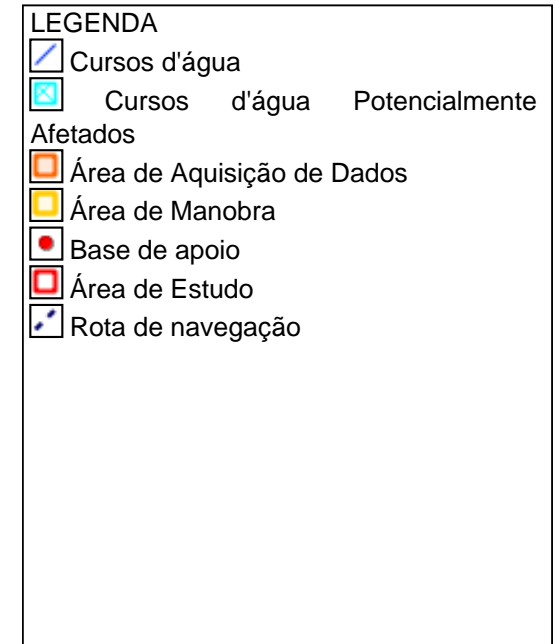 LEGENDA
Cursos d'água
Cursos d'água Potencialmente
Afetados
Área de Aquisição de Dados
Área de Manobra
Base de apoio
Área de Estudo
Rota de navegação